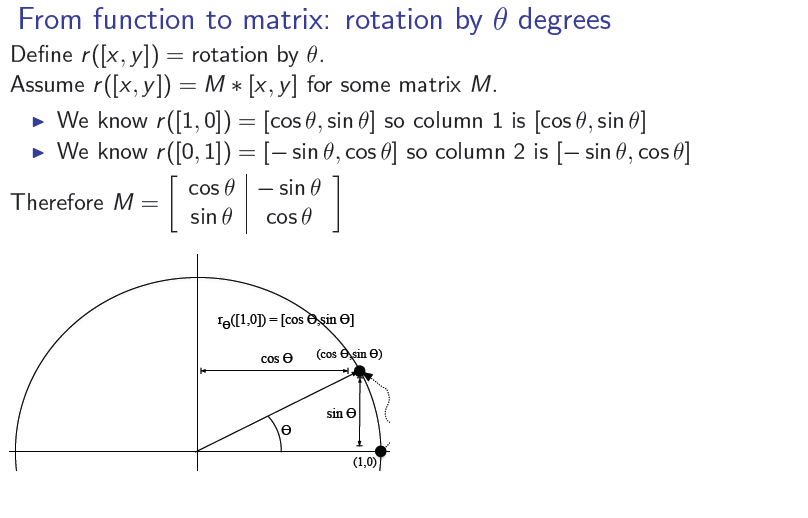 From function to matrix: rotation by θ degrees
Define r([x, y]) = rotation by θ.
Assume r([x, y]) = M ∗ [x, y] for some matrix M.
▶ We know r([1, 0]) = [cos θ, sin θ] so column 1 is [cos θ, sin θ]
▶ We know r([0, 1]) = [− sin θ, cos θ] so column 2 is [− sin θ, cos θ]
Therefore M = [ cos θ | − sin θ
sin θ | cos θ ]
rΘ([1,0]) = [cos Θ,sin Θ]
(cos Θ,sin Θ)
cos Θ
sin Θ
Θ
(1,0)